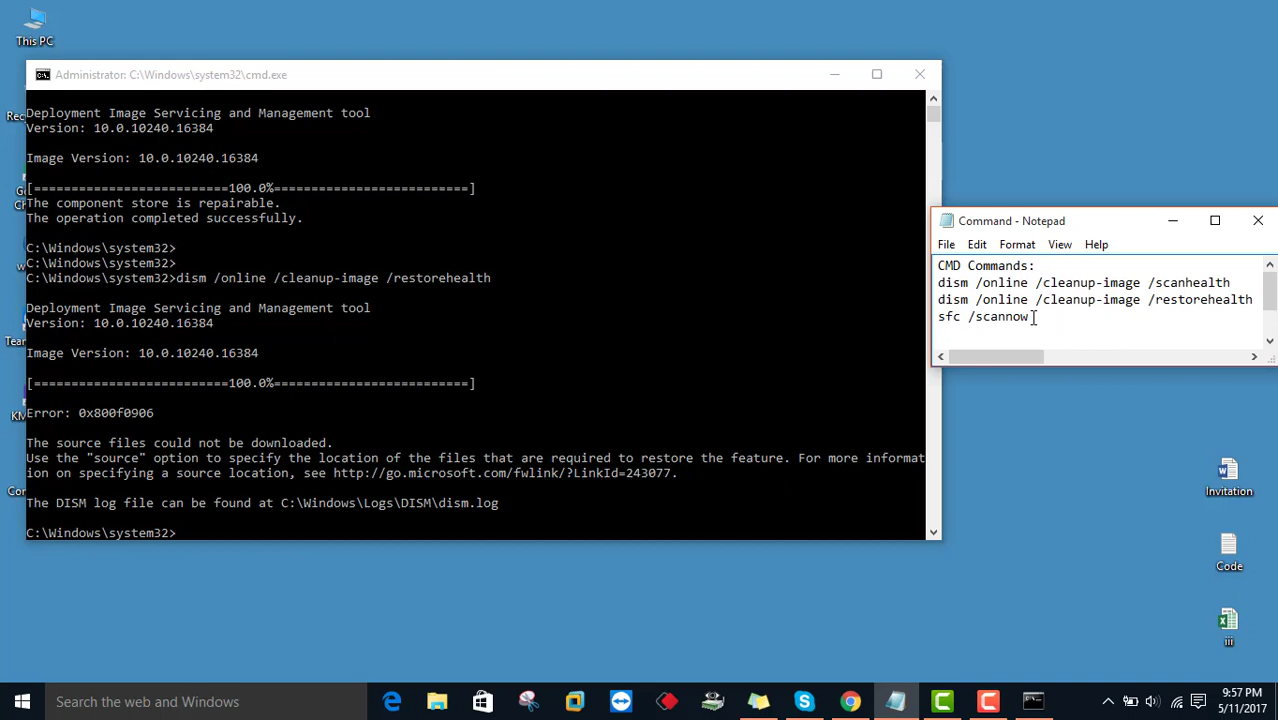 This PC
Administrator: C:\Windows\system32\cmd.exe
Deployment Image Servicing and Management tool
Version: 10.0.10240.16384
Image Version: 10.0.10240.16384
[==========================100.0%==========================]
The component store is repairable.
The operation completed successfully.
C:\Windows\system32>
C:\Windows\system32>
C:\Windows\system32>dism /online /cleanup-image /restorehealth
Deployment Image Servicing and Management tool
Version: 10.0.10240.16384
Image Version: 10.0.10240.16384
[==========================100.0%==========================]
Error: 0x800f0906
The source files could not be downloaded.
Use the "source" option to specify the location of the files that are required to restore the feature. For more informat
ion on specifying a source location, see http://go.microsoft.com/fwlink/?LinkId=243077.
The DISM log file can be found at C:\Windows\Logs\DISM\dism.log
C:\Windows\system32>
Command - Notepad
File Edit Format View Help
CMD Commands:
dism /online /cleanup-image /scanhealth
dism /online /cleanup-image /restorehealth
sfc /scannow
Invitation
Code
iii
Search the web and Windows
9:57 PM
5/11/2017